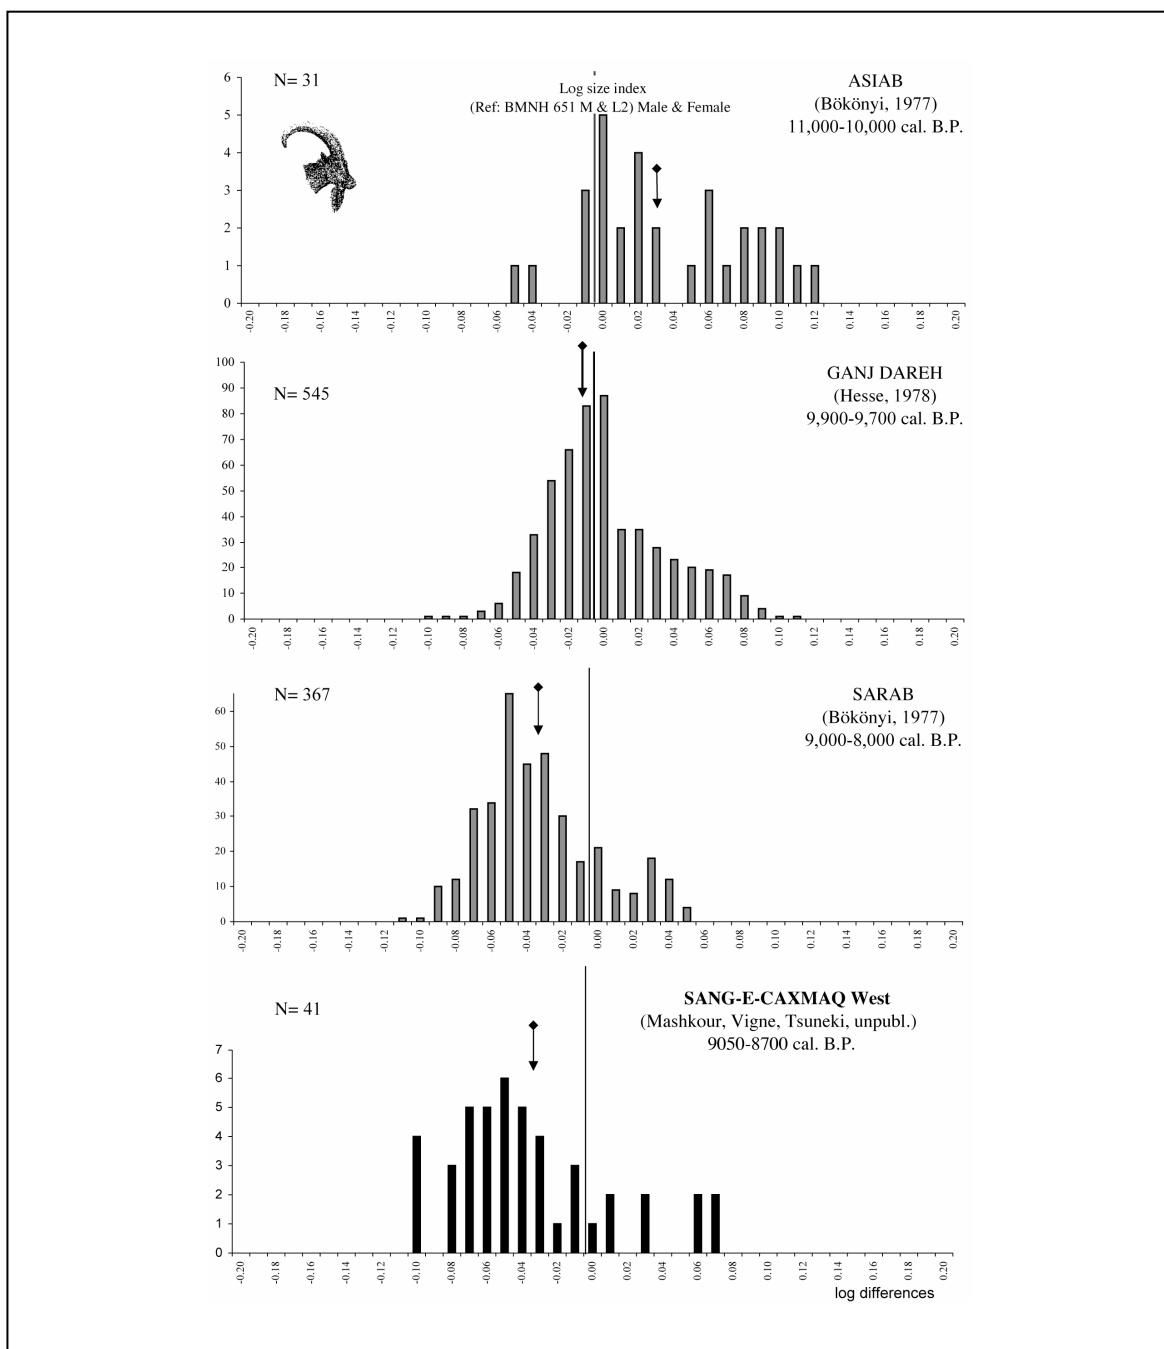 N= 31
Log size index
(Ref: BMNH 651 M & L2) Male & Female
ASIAB
(Bökönyi, 1977)
11,000-10,000 cal. B.P.
6
5
4
3
2
1
0
-0.20 -0.18 -0.16 -0.14 -0.12 -0.10 -0.08 -0.06 -0.04 -0.02 0.00 0.02 0.04 0.06 0.08 0.10 0.12 0.14 0.16 0.18 0.20
N= 545
GANJ DAREH
(Hesse, 1978)
9,900-9,700 cal. B.P.
100
90
80
70
60
50
40
30
20
10
0
-0.20 -0.18 -0.16 -0.14 -0.12 -0.10 -0.08 -0.06 -0.04 -0.02 0.00 0.02 0.04 0.06 0.08 0.10 0.12 0.14 0.16 0.18 0.20
N= 367
SARAB
(Bökönyi, 1977)
9,000-8,000 cal. B.P.
60
50
40
30
20
10
0
-0.20 -0.18 -0.16 -0.14 -0.12 -0.10 -0.08 -0.06 -0.04 -0.02 0.00 0.02 0.04 0.06 0.08 0.10 0.12 0.14 0.16 0.18 0.20
N= 41
SANG-E-CAXMAQ West
(Mashkour, Vigne, Tsuneki, unpubl.)
9050-8700 cal. B.P.
7
6
5
4
3
2
1
0
-0.20 -0.18 -0.16 -0.14 -0.12 -0.10 -0.08 -0.06 -0.04 -0.02 0.00 0.02 0.04 0.06 0.08 0.10 0.12 0.14 0.16 0.18 0.20
log differences